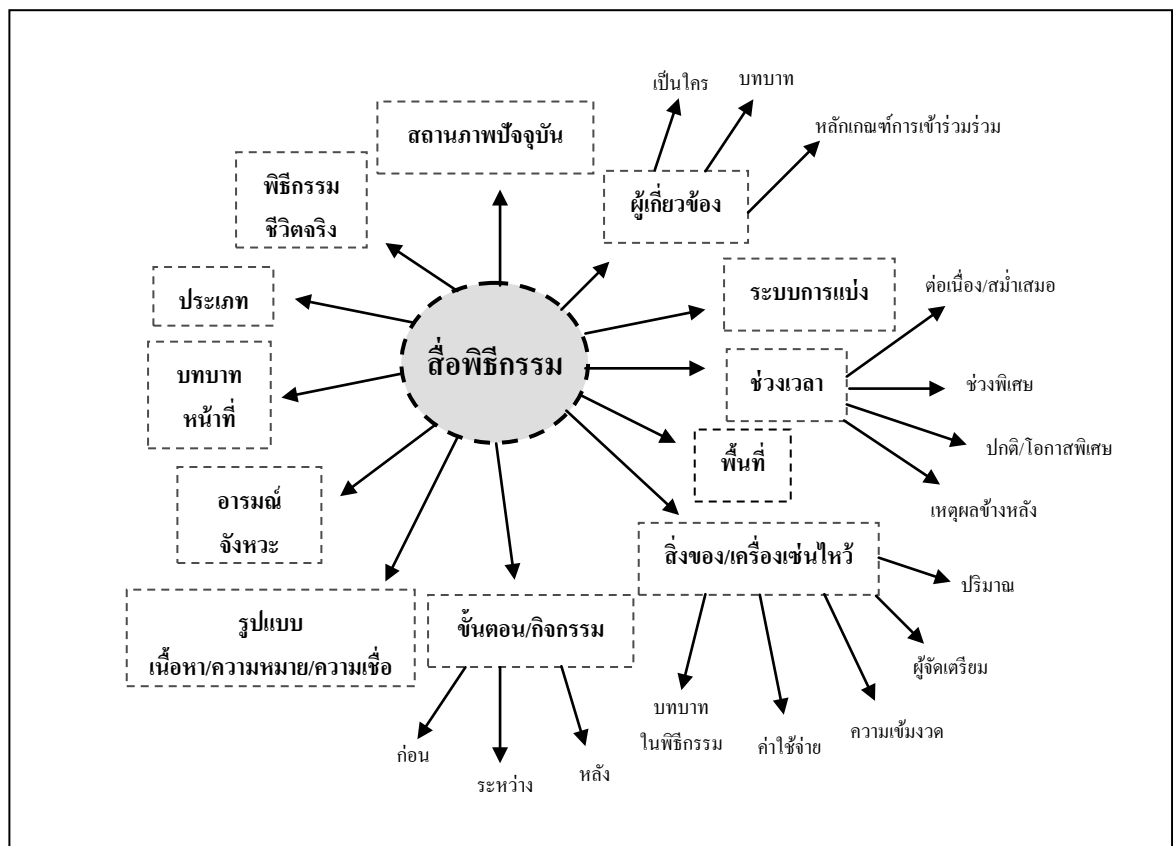 เป็นใคร
บทบาท
หลักเกณฑ์การเข้าร่วมร่วม
สถานภาพปัจจุบัน
ผู้เกี่ยวข้อง
พิธีกรรม
ชีวิตจริง
ระบบการแบ่ง
ต่อเนื่อง/สม่ำเสมอ
ประเภท
สื่อพิธีกรรม
ช่วงเวลา
ช่วงพิเศษ
บทบาท
หน้าที่
ปกติ/โอกาสพิเศษ
พื้นที่
เหตุผลข้างหลัง
อารมณ์
จังหวะ
สิ่งของ/เครื่องเซ่นไหว้
ปริมาณ
รูปแบบ
เนื้อหา/ความหมาย/ความเชื่อ
ขั้นตอน/กิจกรรม
ผู้จัดเตรียม
บทบาท
ในพิธีกรรม
ค่าใช้จ่าย
ความเข้มงวด
ก่อน
ระหว่าง
หลัง